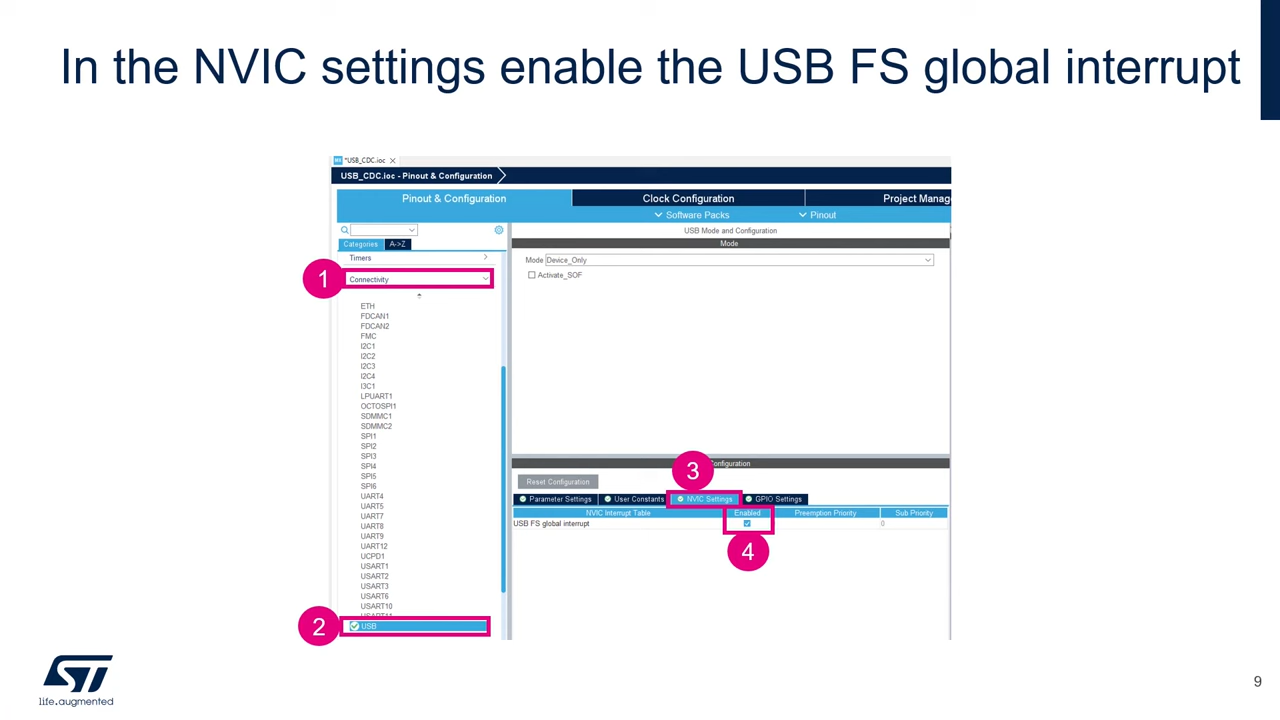 In the NVIC settings enable the USB FS global interrupt
*USB_CDC.ioc
USB_CDC.ioc - Pinout & Configuration
Pinout & Configuration
Clock Configuration
Project Manag
Software Packs
Pinout
Categories
A->Z
Timers
1
Connectivity
ETH
FDCAN1
FDCAN2
FMC
I2C1
I2C2
I2C3
I2C4
I3C1
LPUART1
OCTOSPI1
SDMMC1
SDMMC2
SPI1
SPI2
SPI3
SPI4
SPI5
SPI6
UART4
UART5
UART7
UART8
UART9
UART12
UCPD1
USART1
USART2
USART3
USART6
USART10
USART11
2
USB
USB Mode and Configuration
Mode
Mode Device_Only
Activate_SOF
3
onfiguration
Reset Configuration
Parameter Settings
User Constants
NVIC Settings
GPIO Settings
NVIC Interrupt Table
Enabled
Preemption Priority
Sub Priority
USB FS global interrupt
0
4
ST
life.augmented
9